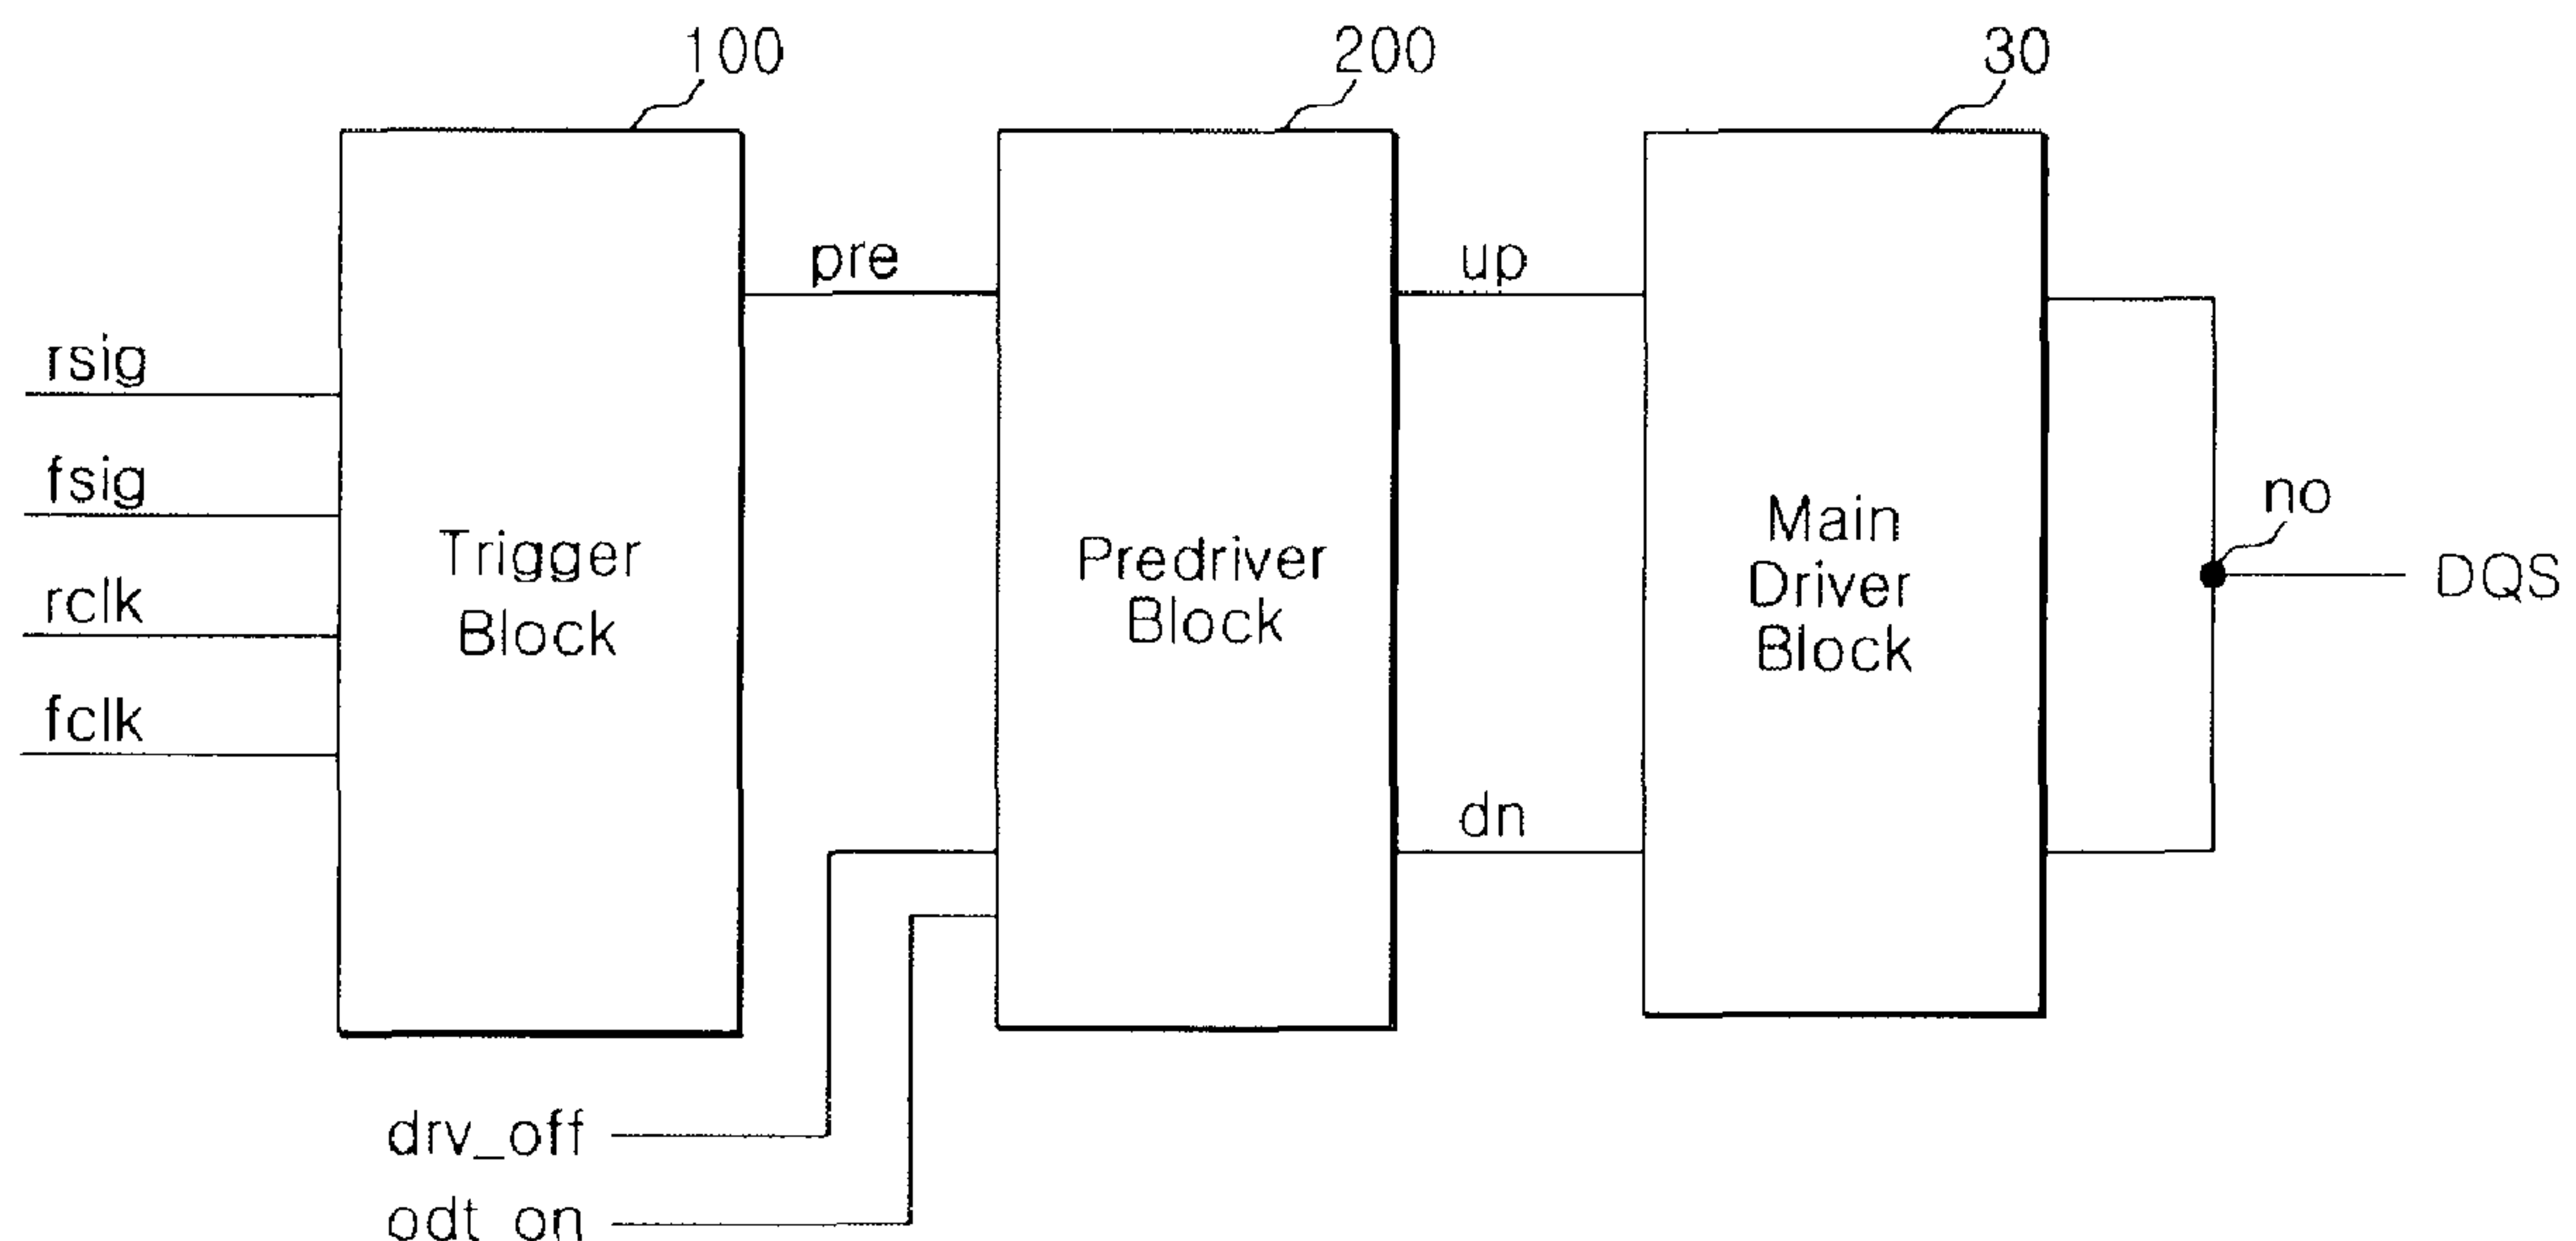 100
200
30
pre
up
rsig
fsig
rclk
fclk
Trigger
Block
Predriver
Block
Main
Driver
Block
no
DQS
dn
drv_off
odt_on